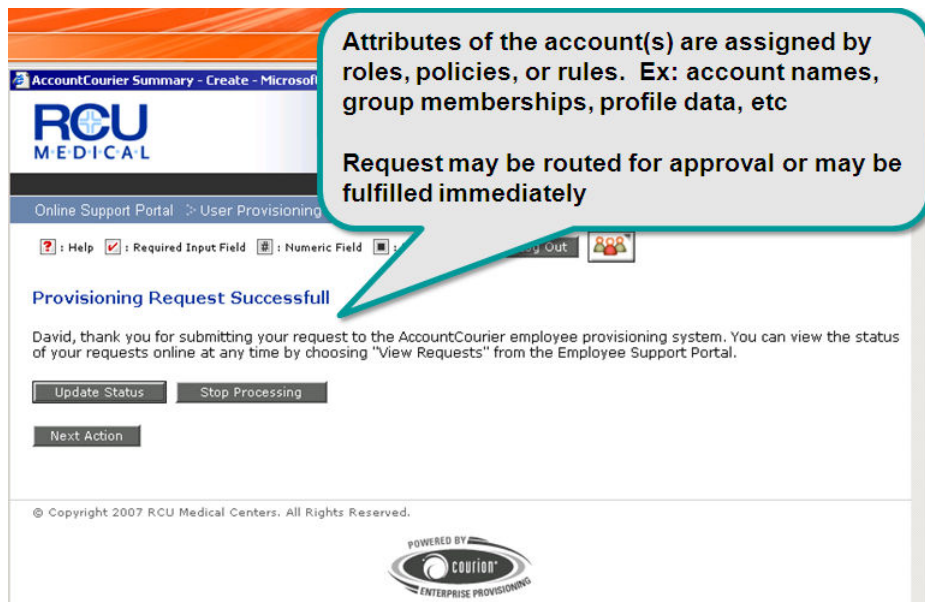 Attributes of the account(s) are assigned by
roles, policies, or rules. Ex: account names,
group memberships, profile data, etc
Request may be routed for approval or may be
fulfilled immediately
AccountCourier Summary - Create - Microsoft
RCU
M·E·D·I·C·A·L
Online Support Portal > User Provisioning
? : Help ✓ : Required Input Field # : Numeric Field ■ : Out
Provisioning Request Successfull
David, thank you for submitting your request to the AccountCourier employee provisioning system. You can view the status
of your requests online at any time by choosing "View Requests" from the Employee Support Portal.
Update Status Stop Processing
Next Action
© Copyright 2007 RCU Medical Centers. All Rights Reserved.
POWERED BY
courion
ENTERPRISE PROVISIONING